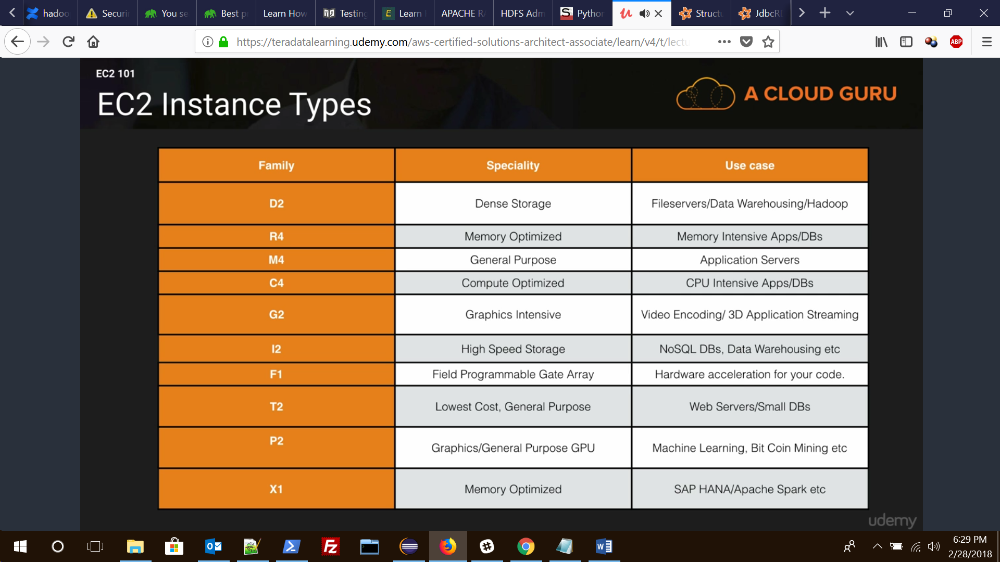 hadoo
Securi
You se
Best p
Learn How
Testing
Learn
APACHE R
HDFS Adm
Python
Structu
JdbcR
https://teradatalearning.udemy.com/aws-certified-solutions-architect-associate/learn/v4/t/lectu
ABP
EC2 101
EC2 Instance Types
A CLOUD GURU
Family Speciality Use case
D2 Dense Storage Fileservers/Data Warehousing/Hadoop
R4 Memory Optimized Memory Intensive Apps/DBs
M4 General Purpose Application Servers
C4 Compute Optimized CPU Intensive Apps/DBs
G2 Graphics Intensive Video Encoding/ 3D Application Streaming
I2 High Speed Storage NoSQL DBs, Data Warehousing etc
F1 Field Programmable Gate Array Hardware acceleration for your code.
T2 Lowest Cost, General Purpose Web Servers/Small DBs
P2 Graphics/General Purpose GPU Machine Learning, Bit Coin Mining etc
X1 Memory Optimized SAP HANA/Apache Spark etc
udemy
6:29 PM
2/28/2018